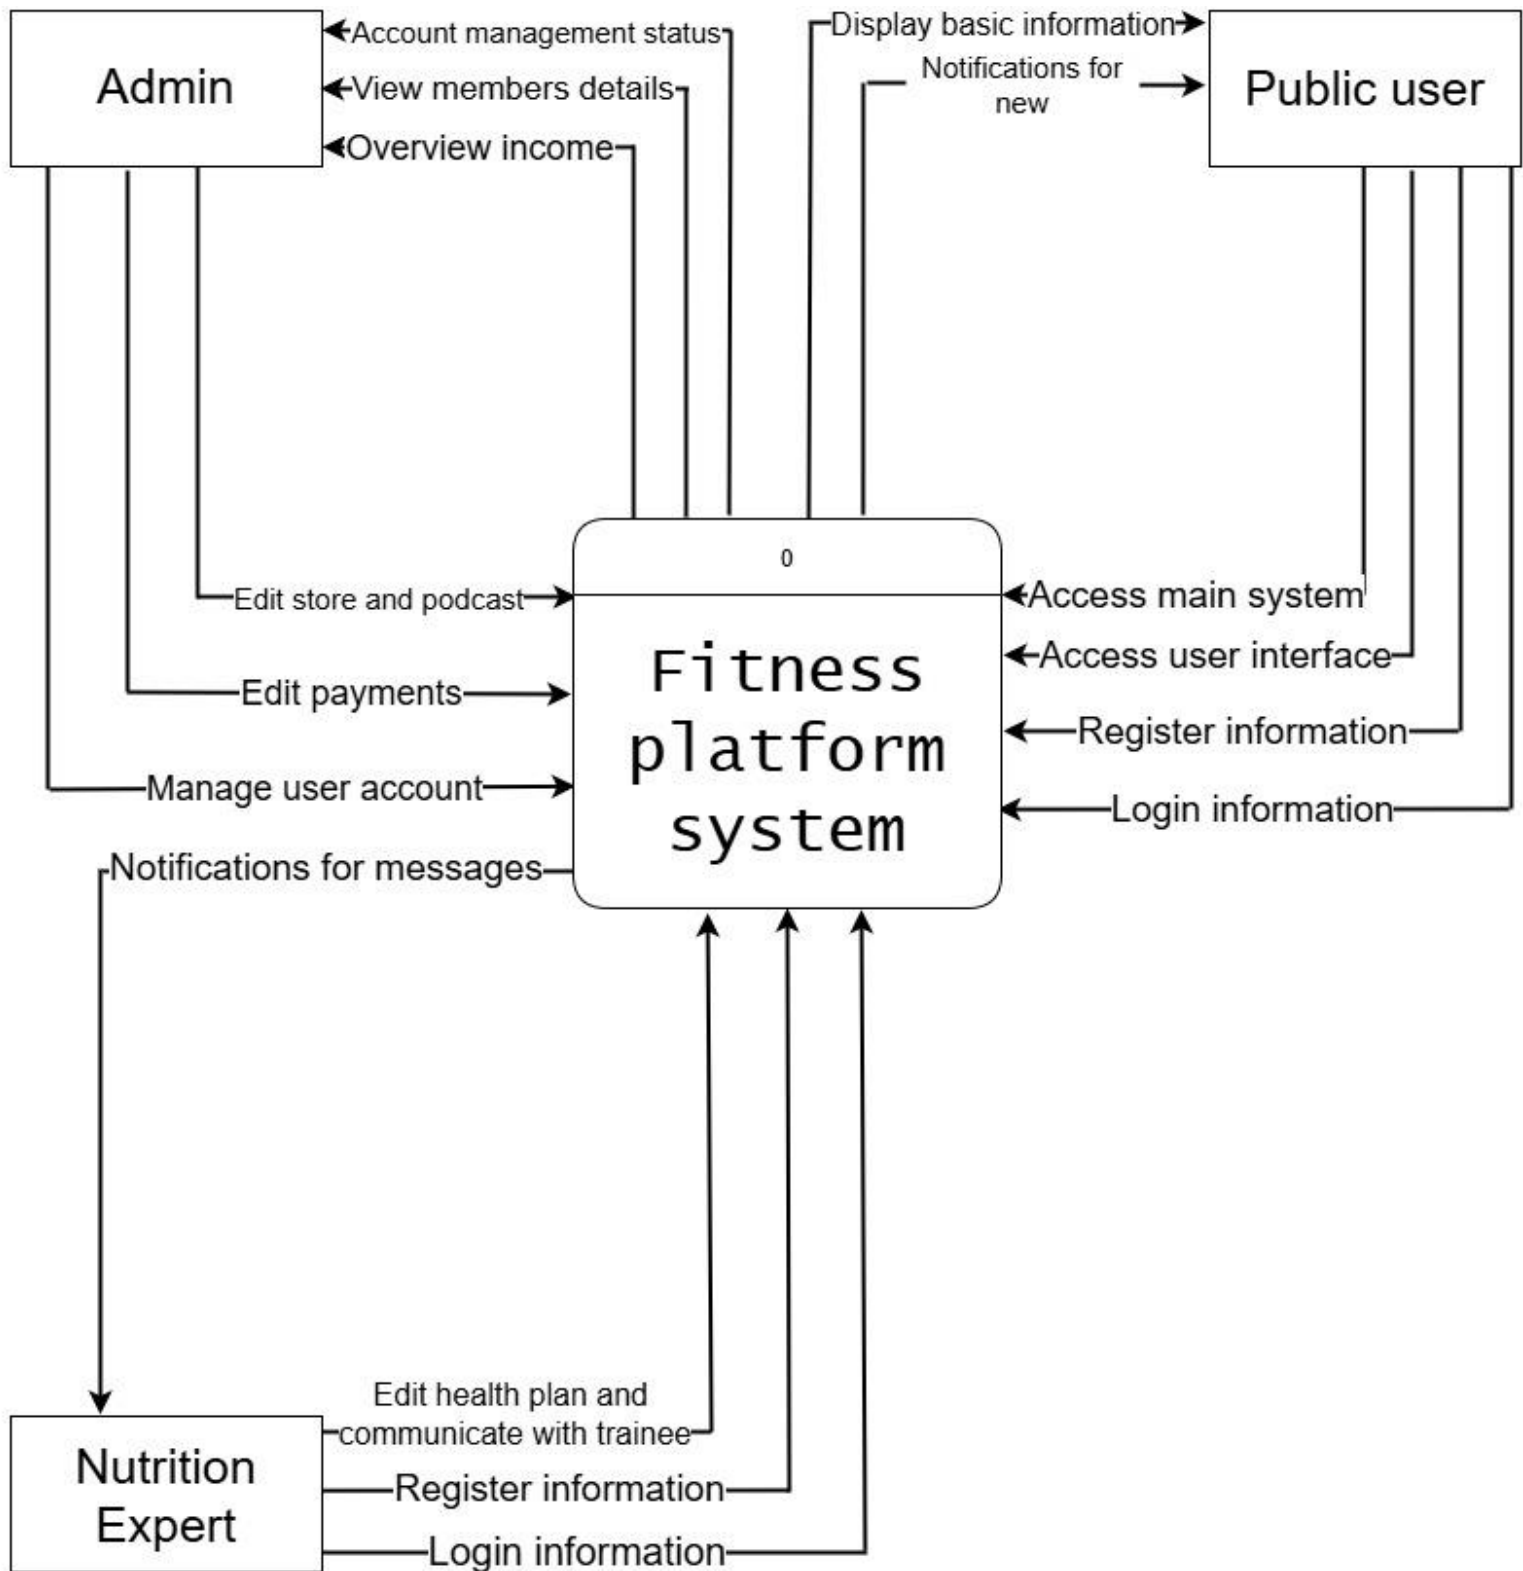 Admin
Account management status
View members details
Overview income
Display basic information
Notifications for
new
Public user
0
Fitness
platform
system
Edit store and podcast
Edit payments
Manage user account
Notifications for messages
Access main system
Access user interface
Register information
Login information
Nutrition
Expert
Edit health plan and
communicate with trainee
Register information
Login information